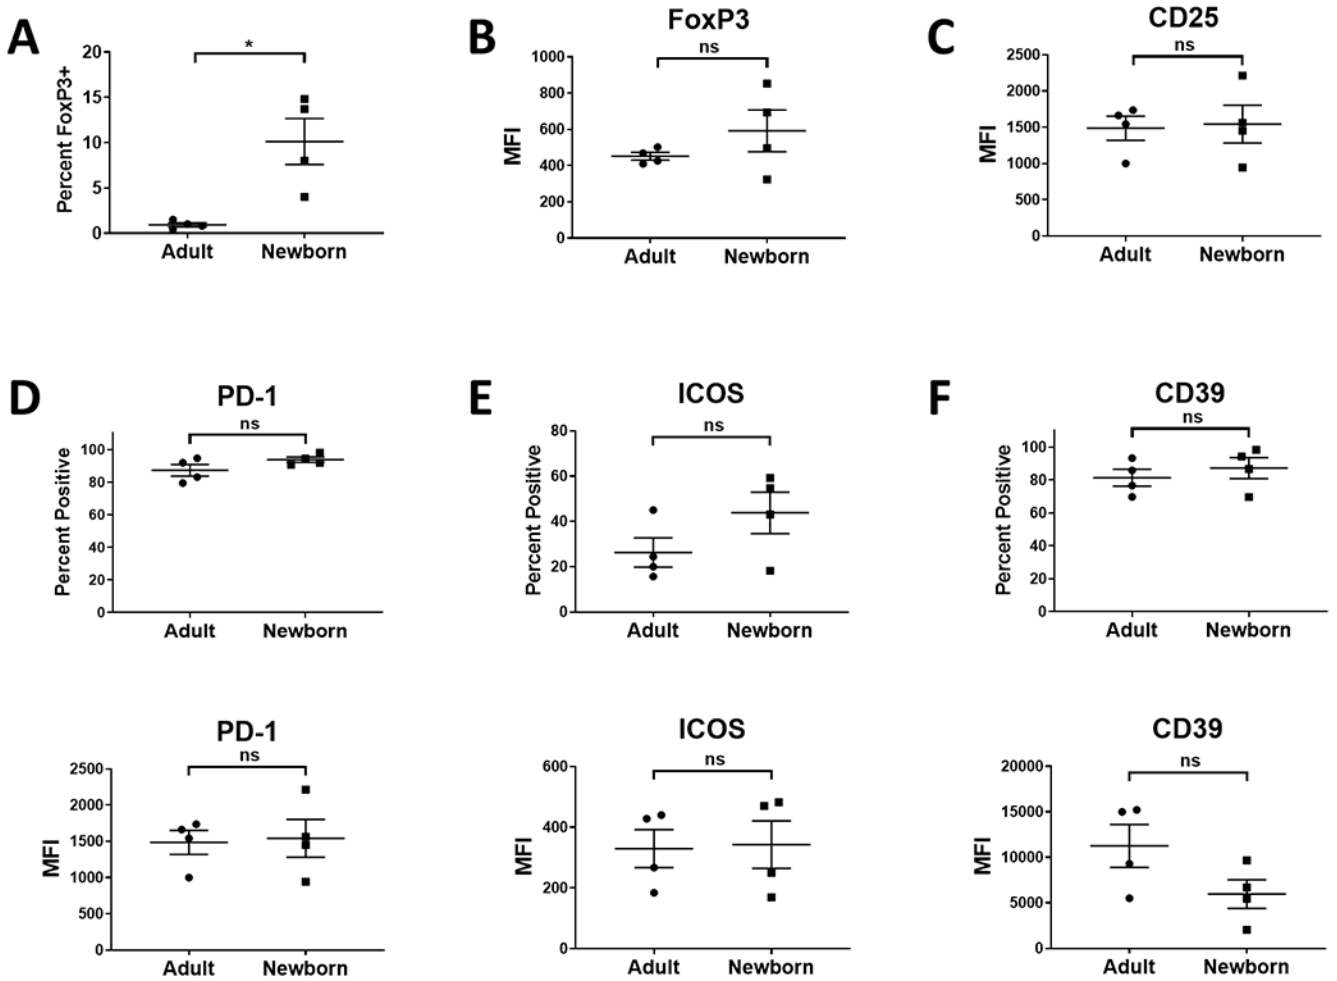 A
*
Percent FoxP3+
20
15
10
5
0
Adult Newborn
B
FoxP3
ns
MFI
1000
800
600
400
200
0
Adult Newborn
C
CD25
ns
MFI
2500
2000
1500
1000
500
0
Adult Newborn
D
PD-1
ns
Percent Positive
100
80
60
40
20
0
Adult Newborn
E
ICOS
ns
Percent Positive
80
60
40
20
0
Adult Newborn
F
CD39
ns
Percent Positive
100
80
60
40
20
0
Adult Newborn
PD-1
ns
MFI
2500
2000
1500
1000
500
0
Adult Newborn
ICOS
ns
MFI
600
400
200
0
Adult Newborn
CD39
ns
MFI
20000
15000
10000
5000
0
Adult Newborn